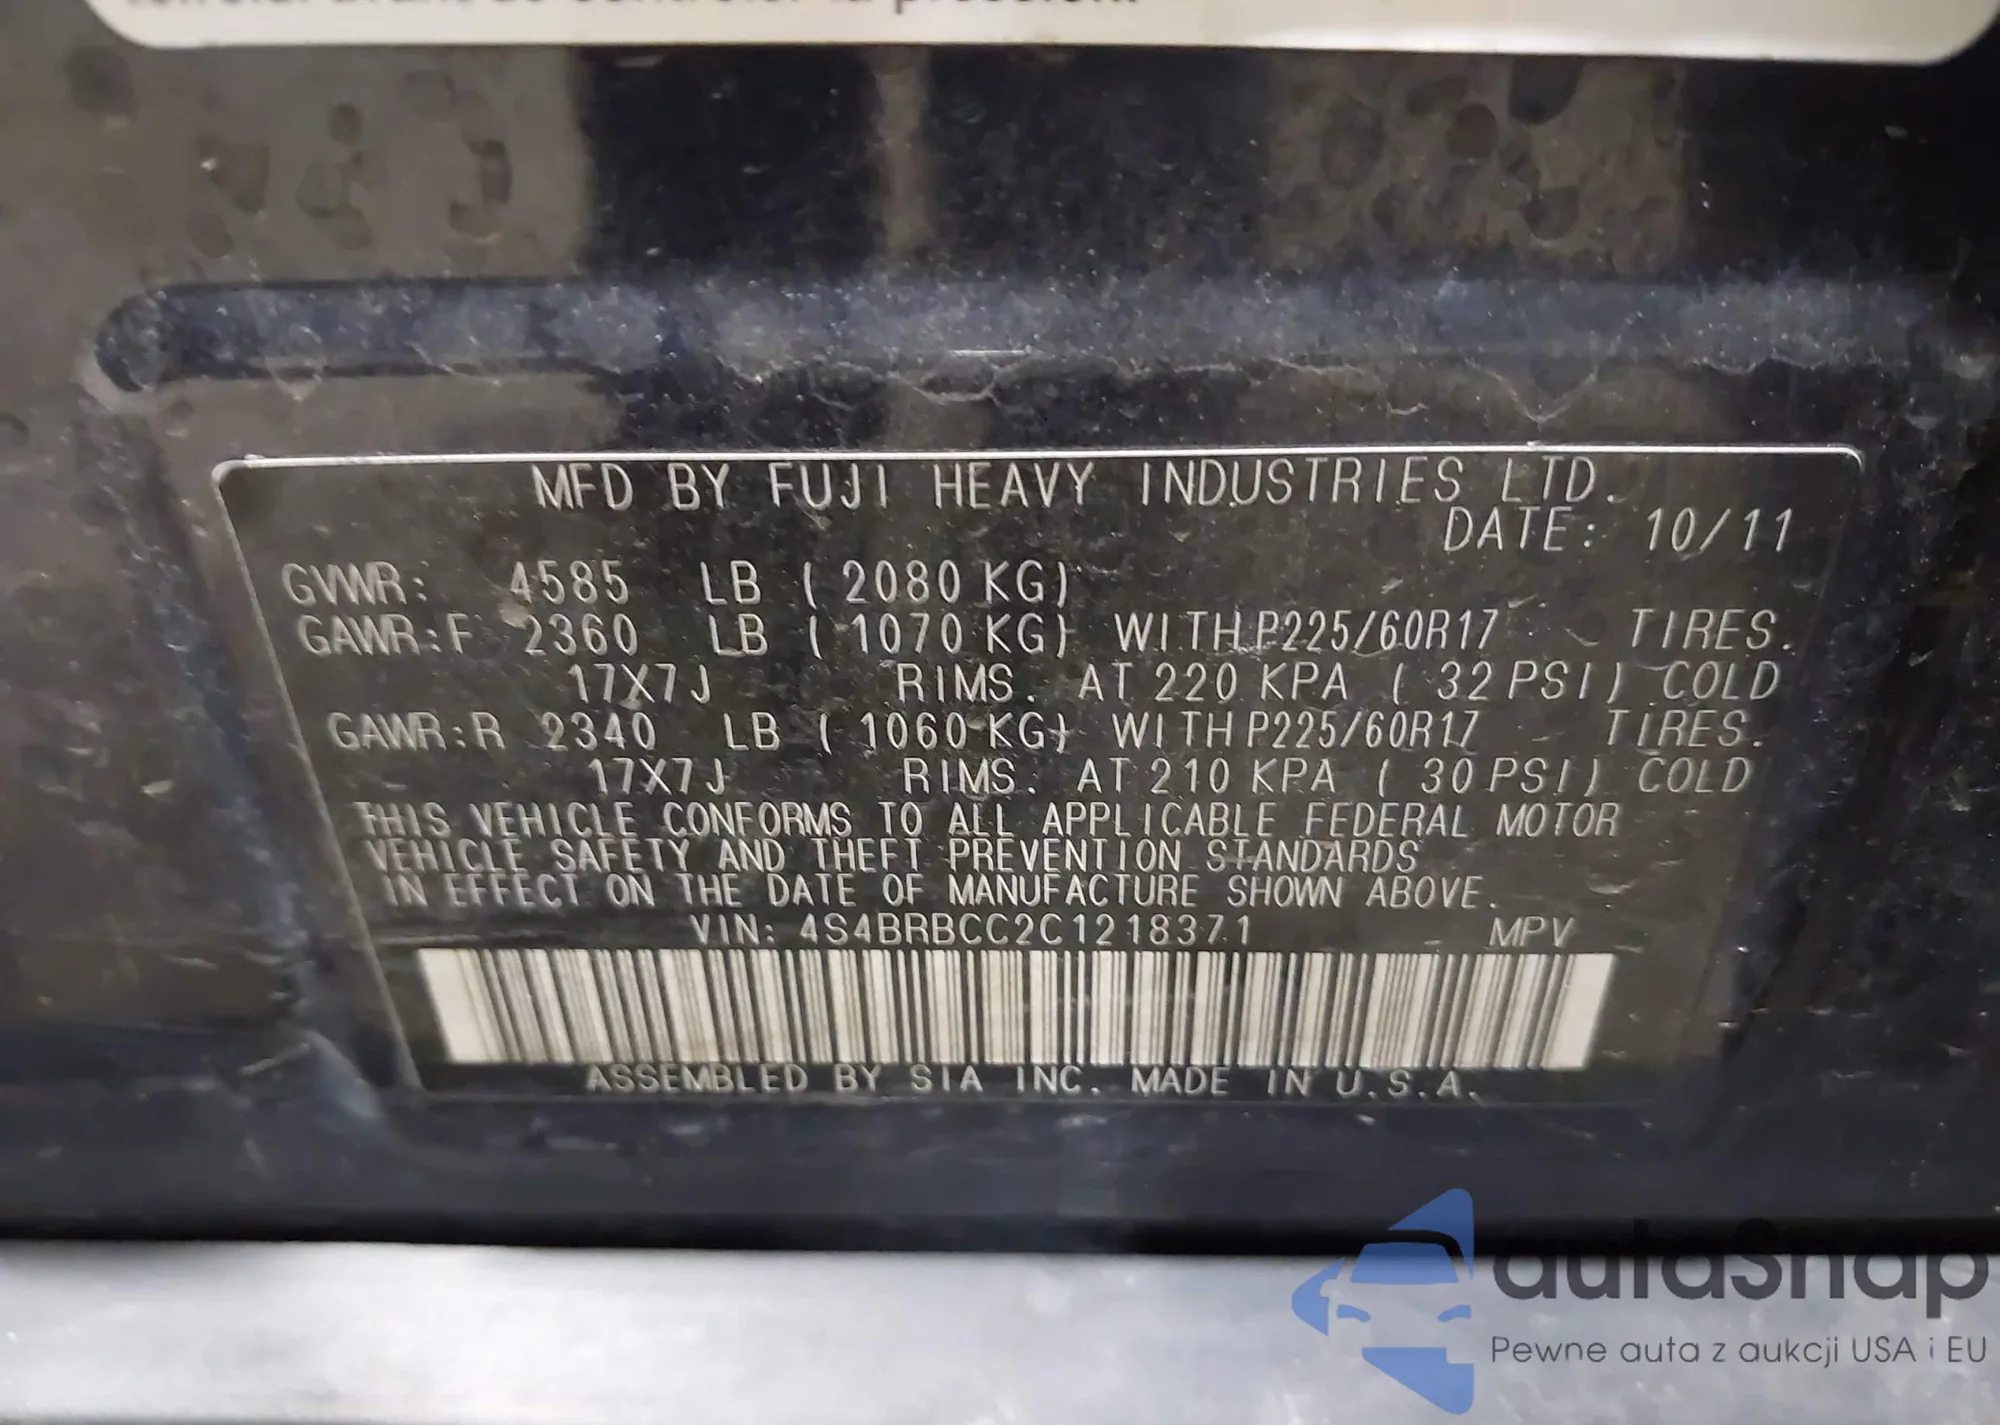 MFD BY FUJI HEAVY INDUSTRIES LTD.
DATE: 10/11
GVWR: 4585 LB ( 2080 KG)
GAWR:F 2360 LB ( 1070 KG) WITH P225/60R17 TIRES.
17X7J RIMS. AT 220 KPA ( 32 PSI) COLD
GAWR:R 2340 LB ( 1060 KG) WITH P225/60R17 TIRES.
17X7J RIMS. AT 210 KPA ( 30 PSI) COLD
THIS VEHICLE CONFORMS TO ALL APPLICABLE FEDERAL MOTOR
VEHICLE SAFETY AND THEFT PREVENTION STANDARDS
IN EFFECT ON THE DATE OF MANUFACTURE SHOWN ABOVE.
VIN: 4S4BRBCC2C1218371 MPV
ASSEMBLED BY SIA INC. MADE IN U.S.A.
autaSnap
Pewne auta z aukcji USA i EU